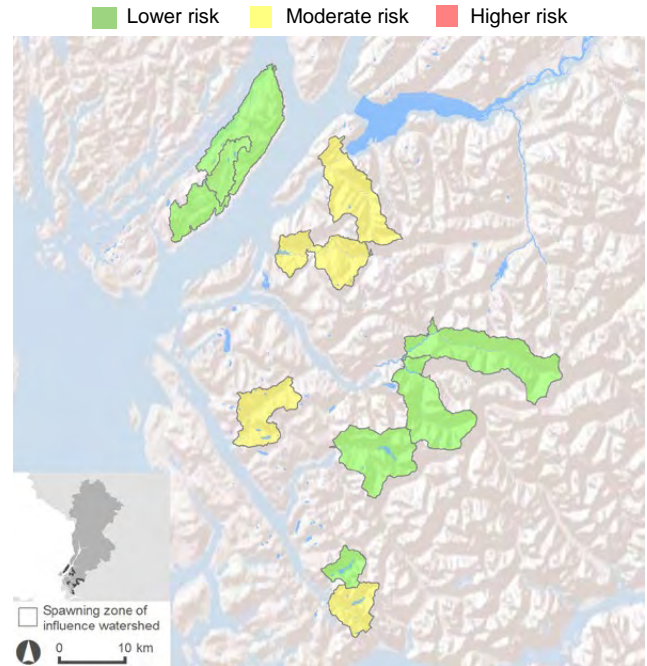 Lower risk Moderate risk Higher risk
Spawning zone of
influence watershed
0 10 km